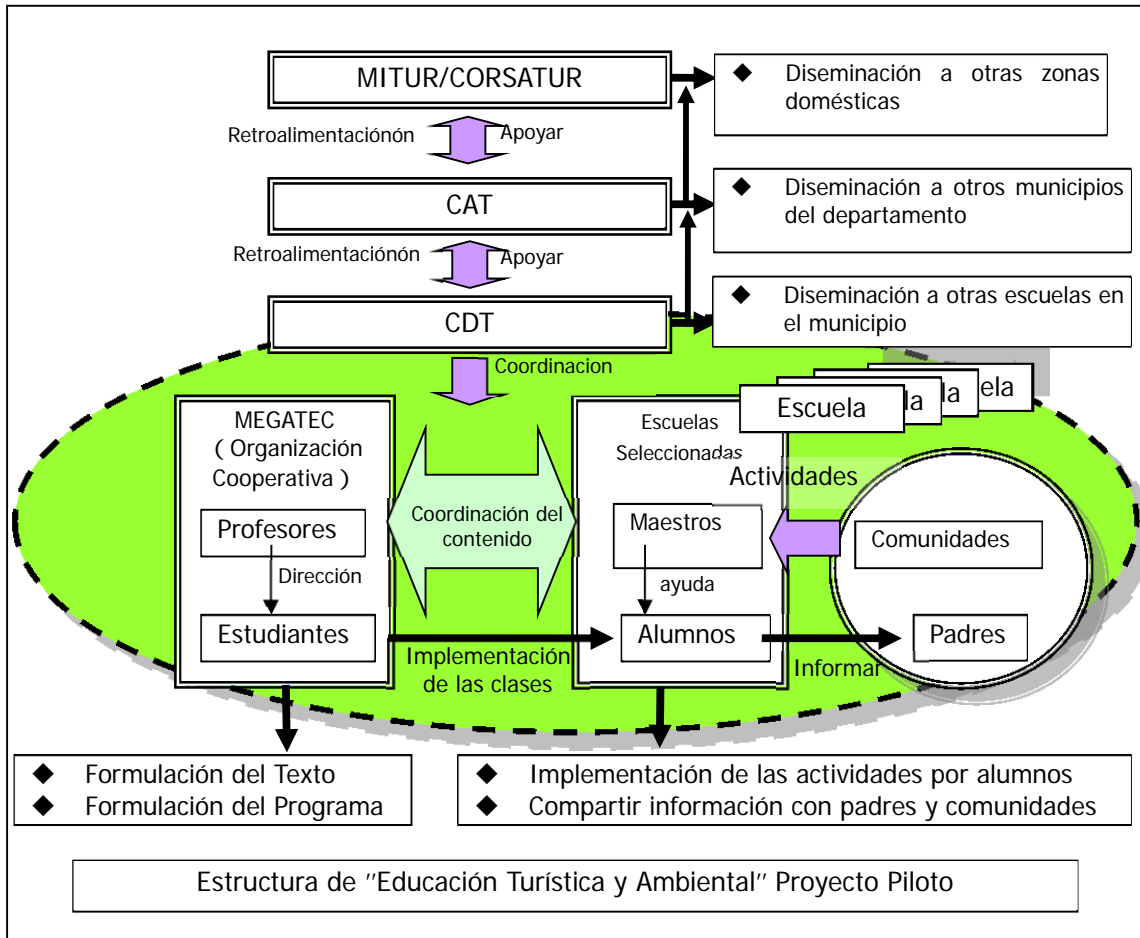 MITUR/CORSATUR
◆ Diseminación a otras zonas
domésticas
Retroalimentaciónón
Apoyar
CAT
◆ Diseminación a otros municipios
del departamento
Retroalimentaciónón
Apoyar
CDT
◆ Diseminación a otras escuelas en
el municipio
Coordinacion
MEGATEC
( Organización
Cooperativa )
Profesores
Dirección
Estudiantes
Coordinación del
contenido
Implementación
de las clases
Escuelas
Seleccionadas
Escuela
la
la
uela
Actividades
Maestros
ayuda
Alumnos
Informar
Comunidades
Padres
◆ Formulación del Texto
◆ Formulación del Programa
◆ Implementación de las actividades por alumnos
◆ Compartir información con padres y comunidades
Estructura de "Educación Turística y Ambiental" Proyecto Piloto